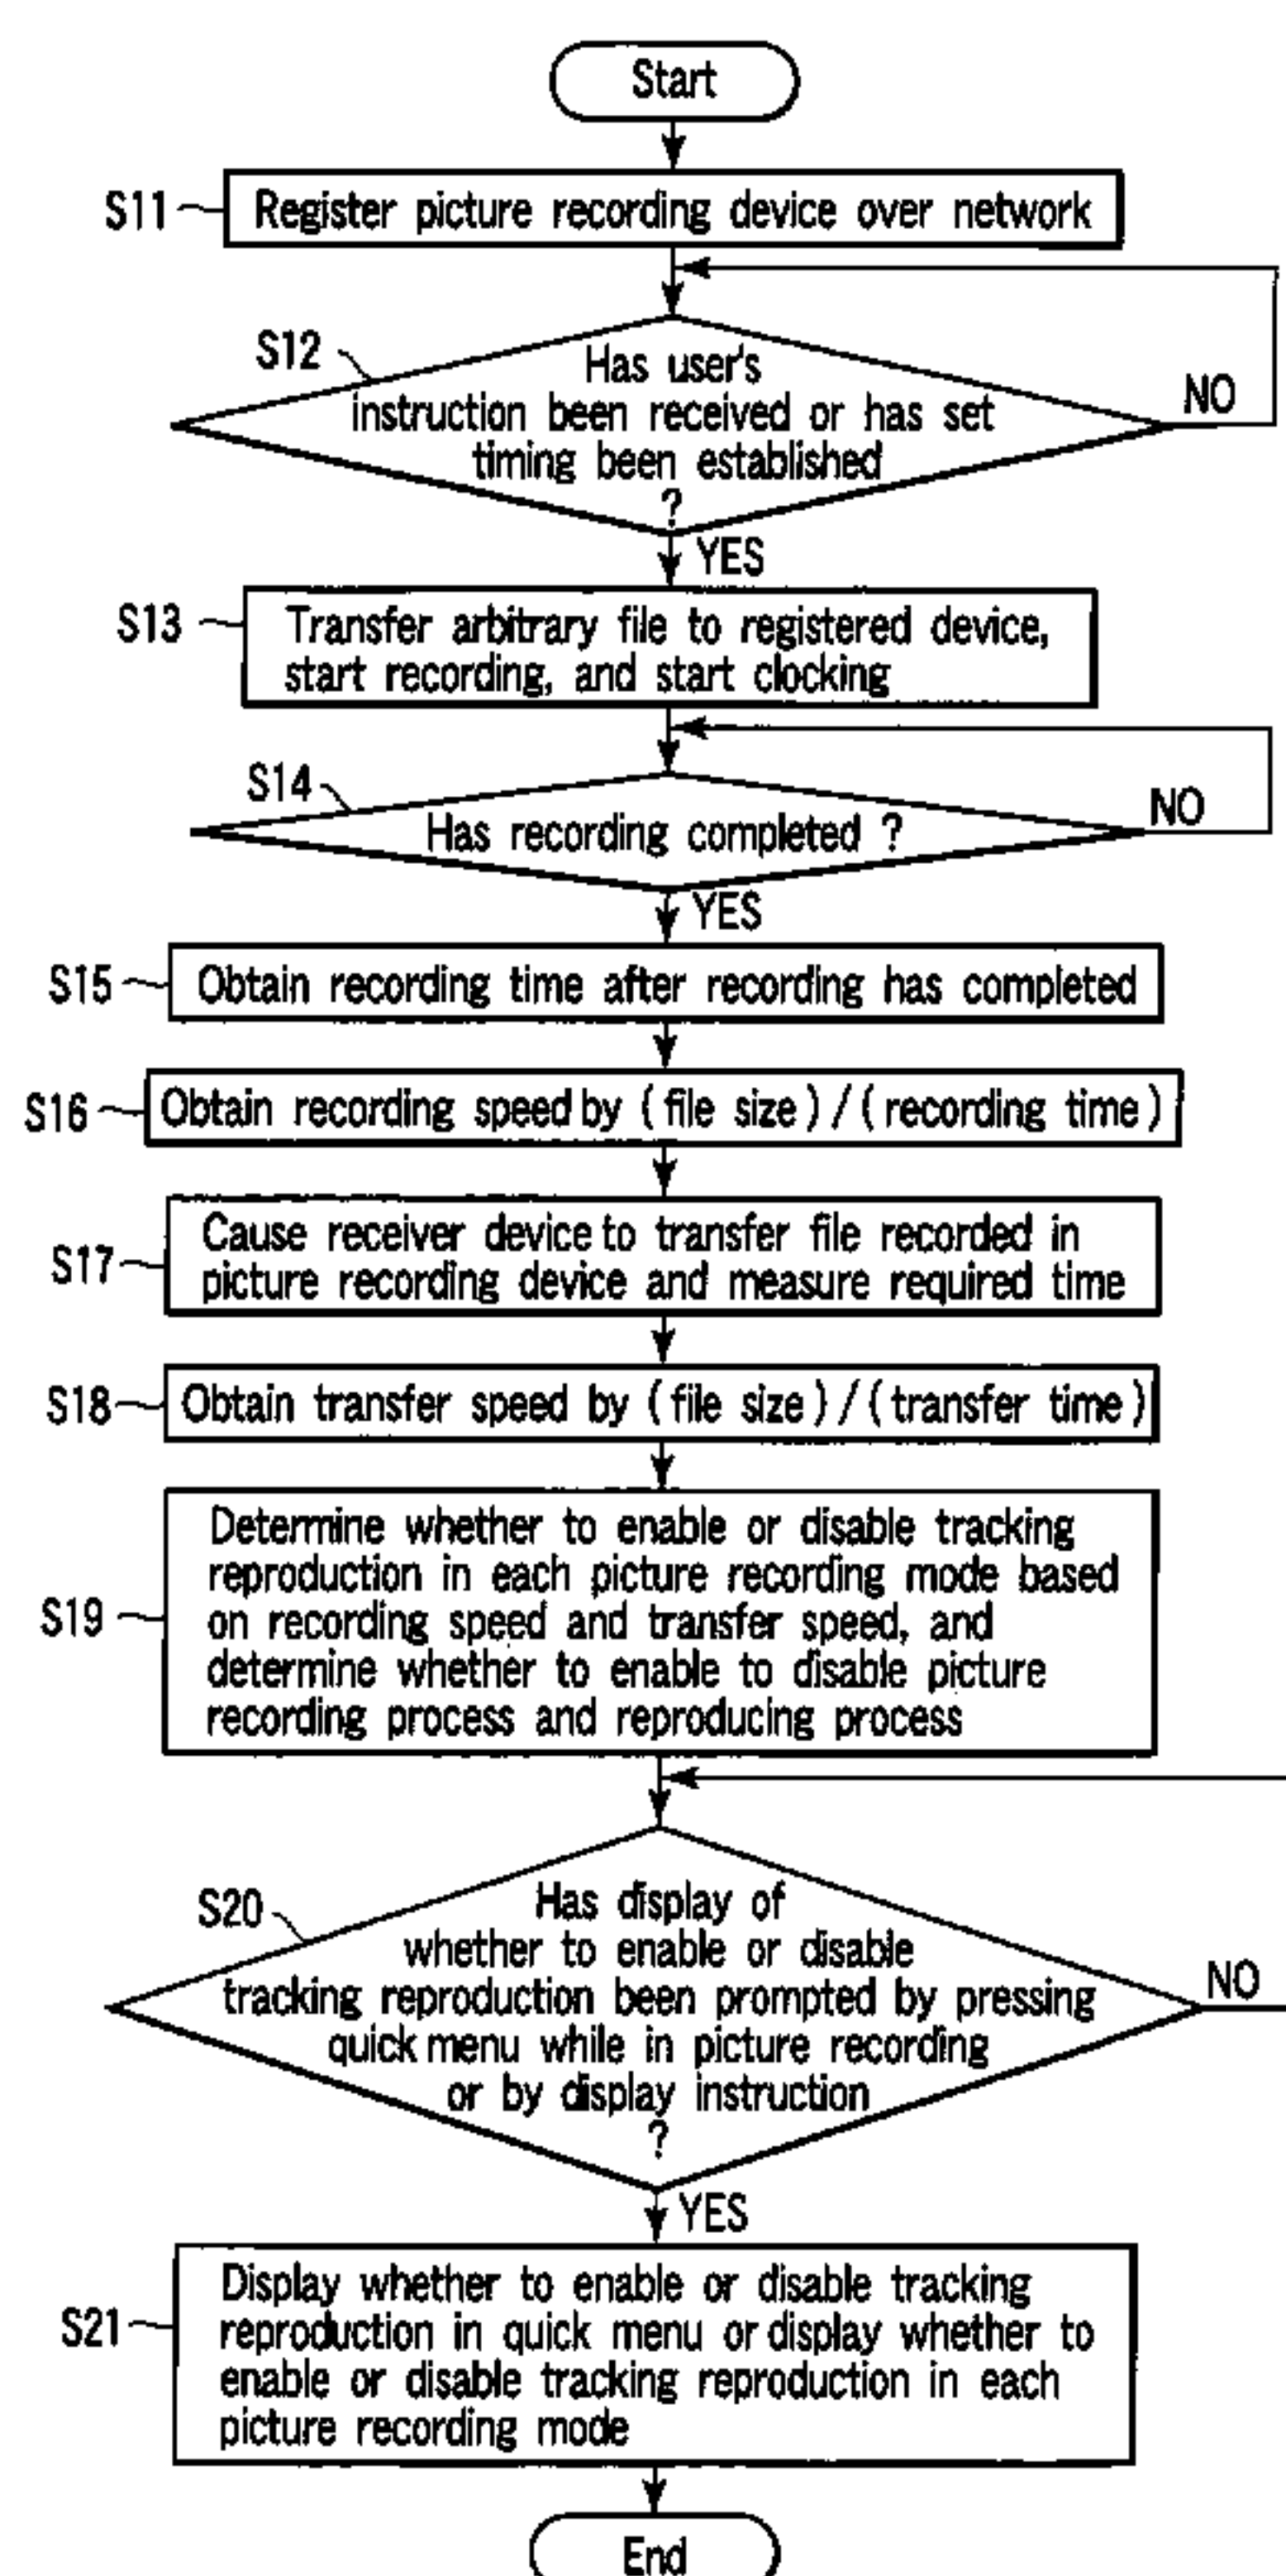 Start
S11
Register picture recording device over network
S12
Has user's
instruction been received or has set
timing been established
?
NO
YES
S13
Transfer arbitrary file to registered device,
start recording, and start clocking
S14
Has recording completed ?
NO
YES
S15
Obtain recording time after recording has completed
S16
Obtain recording speed by (file size)/(recording time)
S17
Cause receiver device to transfer file recorded in
picture recording device and measure required time
S18
Obtain transfer speed by (file size)/(transfer time)
S19
Determine whether to enable or disable tracking
reproduction in each picture recording mode based
on recording speed and transfer speed, and
determine whether to enable to disable picture
recording process and reproducing process
S20
Has display of
whether to enable or disable
tracking reproduction been prompted by pressing
quick menu while in picture recording
or by display instruction
?
NO
YES
S21
Display whether to enable or disable tracking
reproduction in quick menu or display whether to
enable or disable tracking reproduction in each
picture recording mode
End